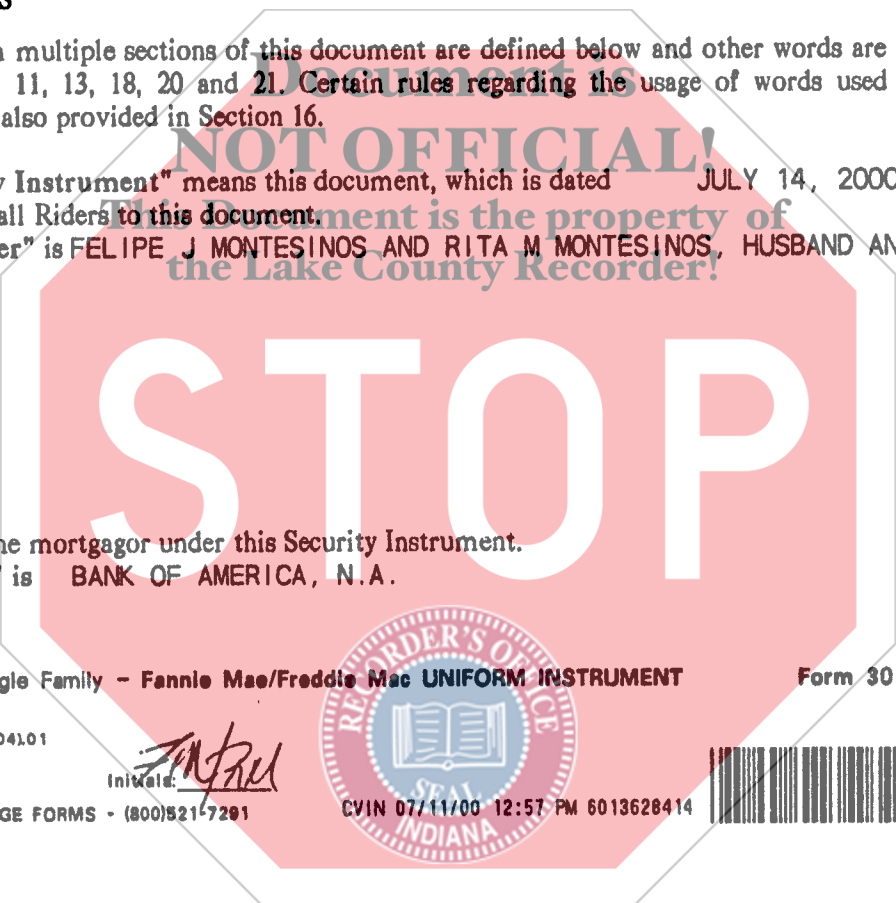 S
multiple sections of this document are defined below and other words are
11, 13, 18, 20 and 21. Certain rules regarding the usage of words used
also provided in Section 16.
Document is
NOT OFFICIAL!
This Document is the property of
the Lake County Recorder!
y Instrument" means this document, which is dated JULY 14, 2000
all Riders to this document.
er" is FELIPE J MONTESINOS AND RITA M MONTESINOS, HUSBAND AN
STOP
he mortgagor under this Security Instrument.
" is BANK OF AMERICA, N.A.
gle Family - Fannie Mae/Freddie Mac UNIFORM INSTRUMENT Form 30
04).01
Initials:
GE FORMS - (800)521-7291
CVIN 07/11/00 12:57 PM 6013628414
RECORDER'S OFFICE
SEAL
INDIANA